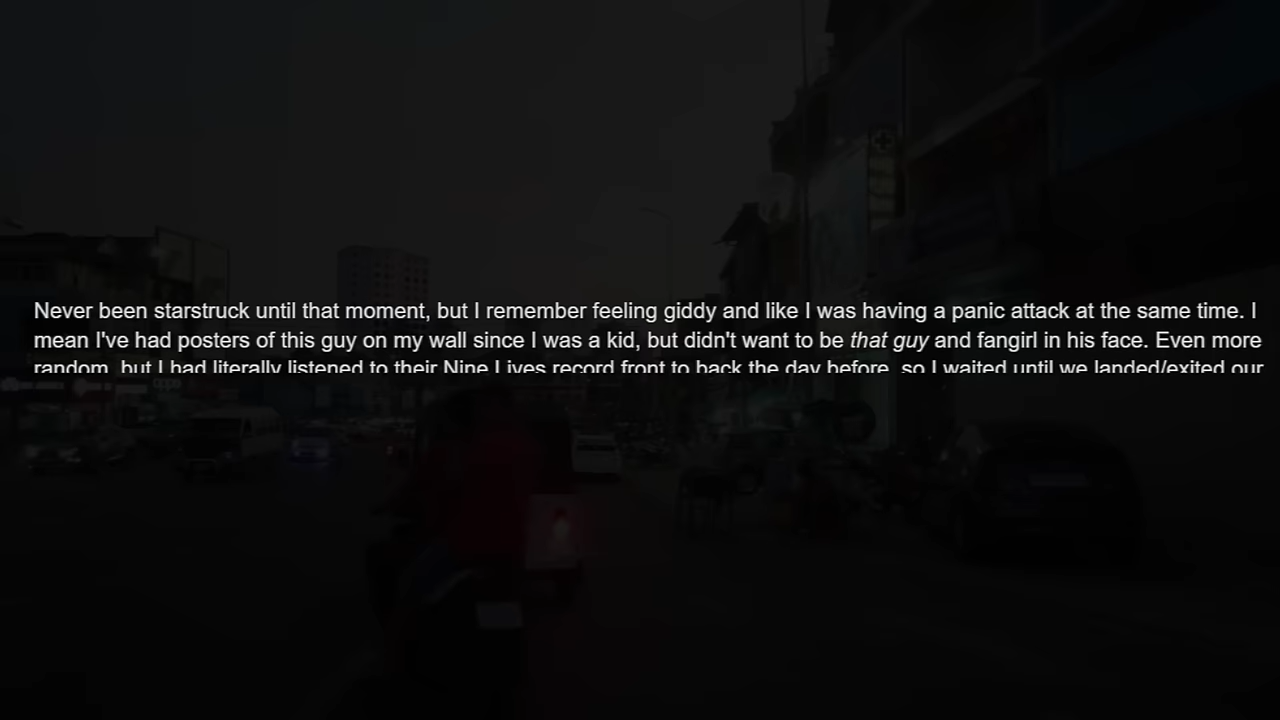 oppo
Never been starstruck until that moment, but I remember feeling giddy and like I was having a panic attack at the same time. I
mean I've had posters of this guy on my wall since I was a kid, but didn't want to be that guy and fangirl in his face. Even more
random, but I had literally listened to their Nine Lives record front to back the day before, so I waited until we landed/exited our